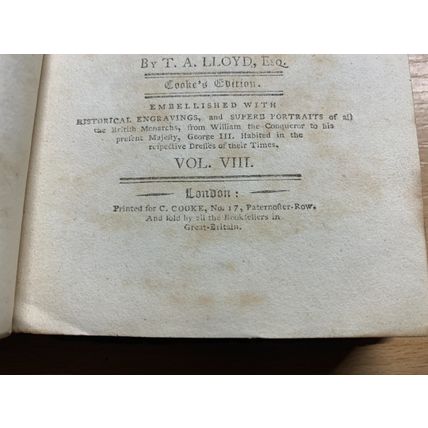 By T. A. LLOYD, Esq.
Cooke's Edition.
EMBELLISHED WITH
HISTORICAL ENGRAVINGS, and SUPERB PORTRAITS of all
the Britiſh Monarchs, from William the Conqueror to his
preſent Majeſty, George III. Habited in the
reſpective Dreſſes of their Times.
VOL. VIII.
London:
Printed for C. COOKE, No. 17, Paternoſter-Row.
And ſold by all the Bookſellers in
Great-Britain.